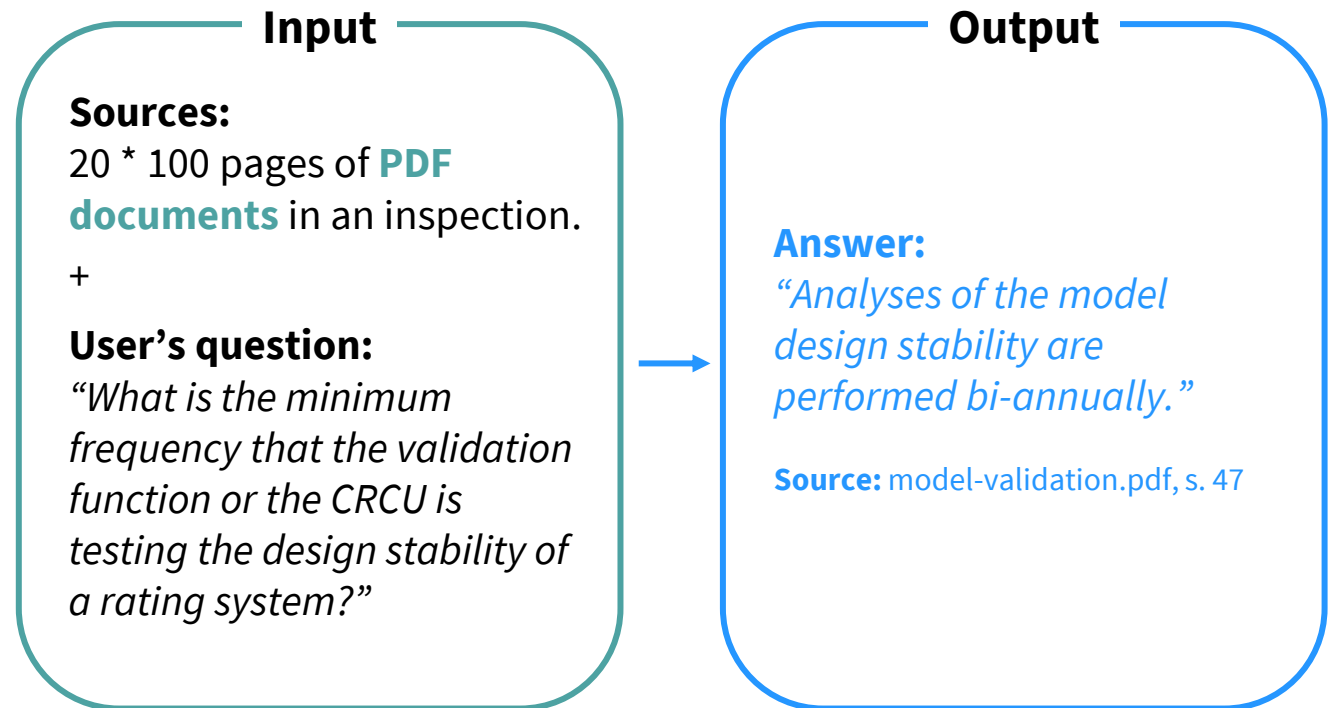 Input
Sources:
20 * 100 pages of PDF
documents in an inspection.
+
User’s question:
“What is the minimum
frequency that the validation
function or the CRCU is
testing the design stability of
a rating system?”
Output
Answer:
“Analyses of the model
design stability are
performed bi-annually.”
Source: model-validation.pdf, s. 47